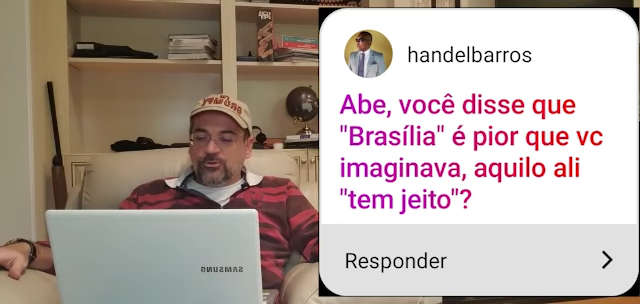 handelbarros
Abe, você disse que
"Brasília" é pior que vc
imaginava, aquilo ali
"tem jeito"?
Responder
SAMSUNG